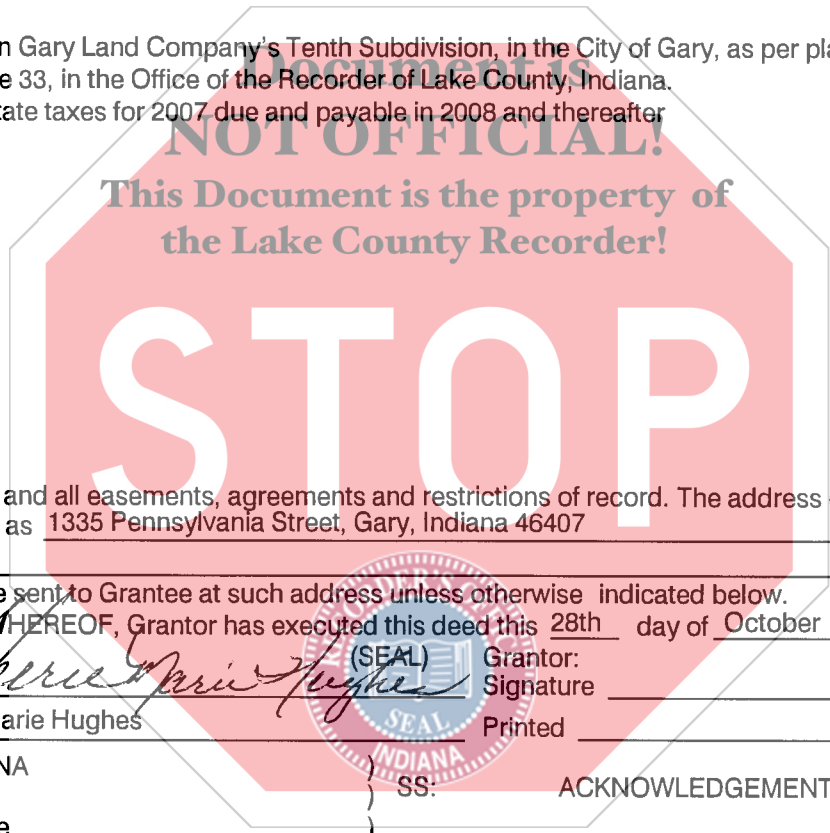 n Gary Land Company's Tenth Subdivision, in the City of Gary, as per pla
Document is
e 33, in the Office of the Recorder of Lake County, Indiana.
ate taxes for 2007 due and payable in 2008 and thereafter
NOT OFFICIAL!
This Document is the property of
the Lake County Recorder!
STOP
and all easements, agreements and restrictions of record. The address
as 1335 Pennsylvania Street, Gary, Indiana 46407
e sent to Grantee at such address unless otherwise indicated below.
HEREOF, Grantor has executed this deed this 28th day of October
(SEAL) Grantor:
Marie Hughes Signature
arie Hughes Printed
RECORDER'S OFFICE
SEAL
INDIANA
NA
) SS: ACKNOWLEDGEMENT
)
e )